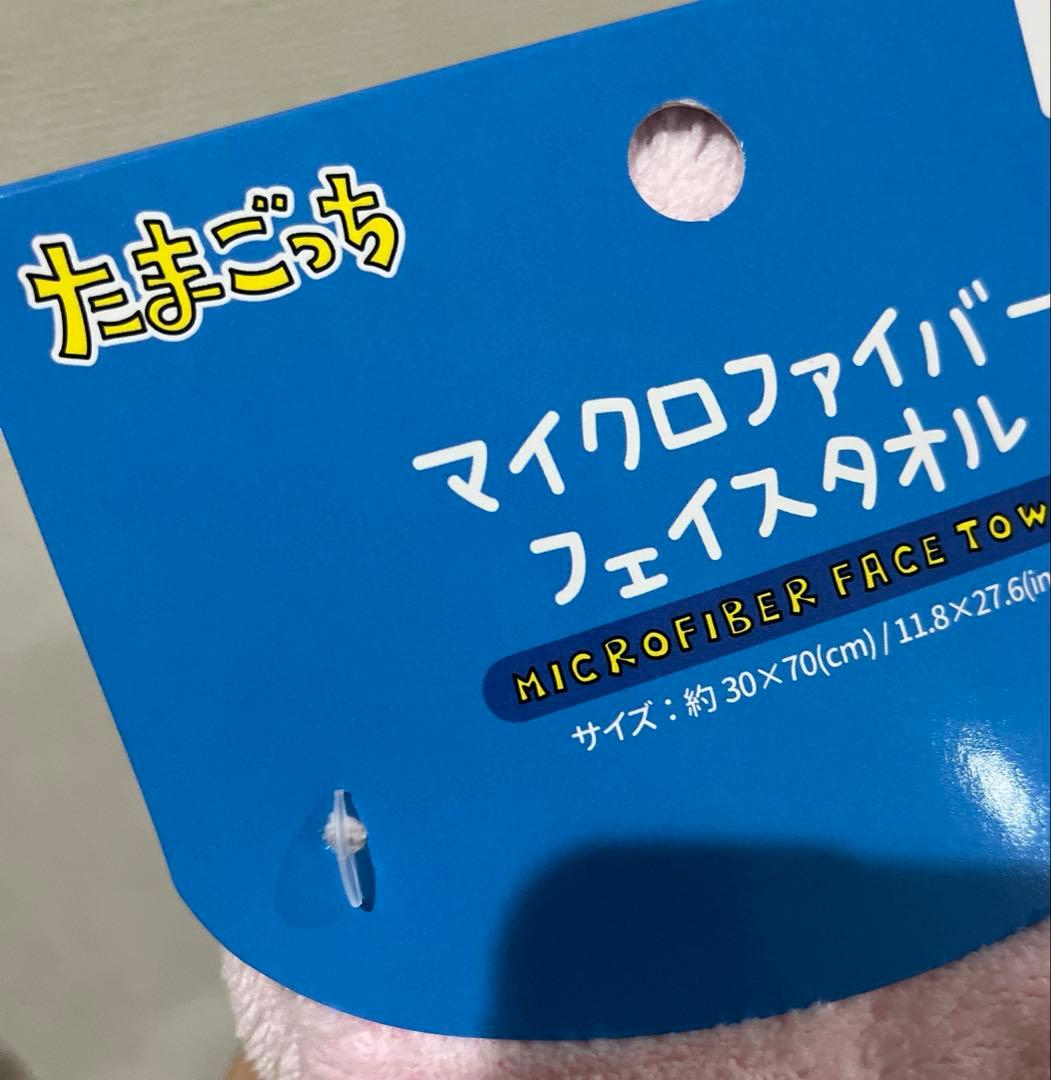 たまごっち
マイクロファイバー
フェイスタオル
MICROFIBER FACE TOW
サイズ：約 30×70(cm) / 11.8×27.6(in